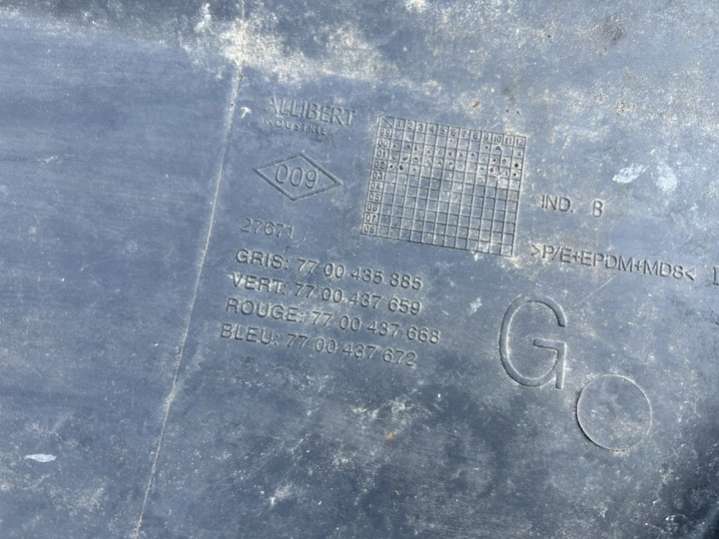 ALLIBERT
INDUSTRIE
009
27671
GRIS: 77 00 435 885
VERT: 77 00 437 659
ROUGE: 77 00 437 668
BLEU: 77 00 437 672
IND. B
>P/E+EPDM+MD8<
G